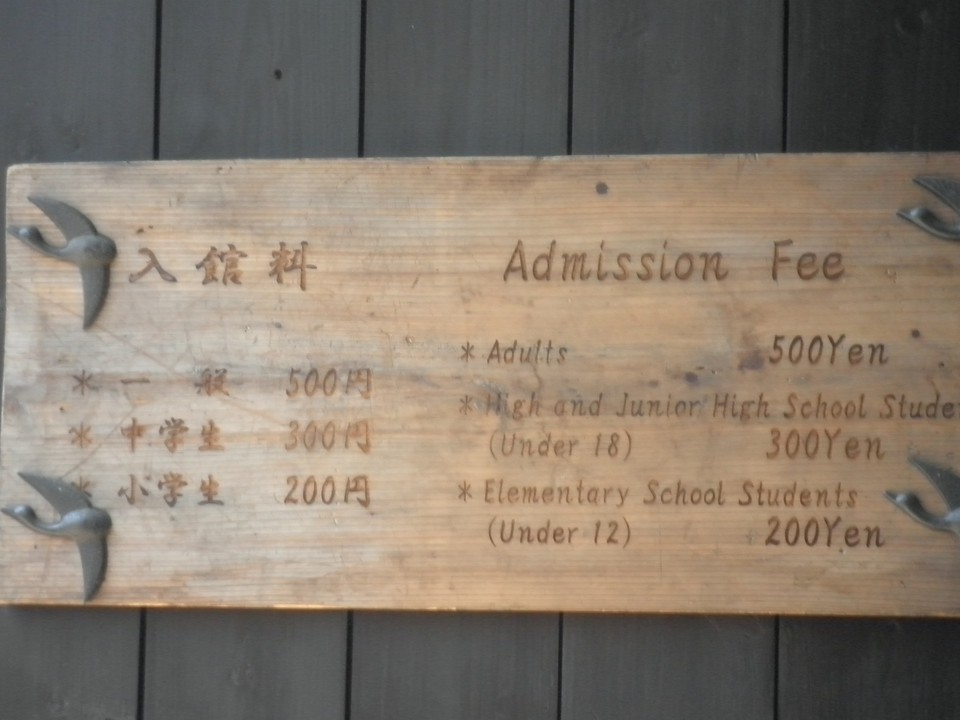 入館料
* 一般 500円
* 中学生 300円
* 小学生 200円
Admission Fee
* Adults 500Yen
* High and Junior High School Stude
(Under 18) 300Yen
* Elementary School Students
(Under 12) 200Yen